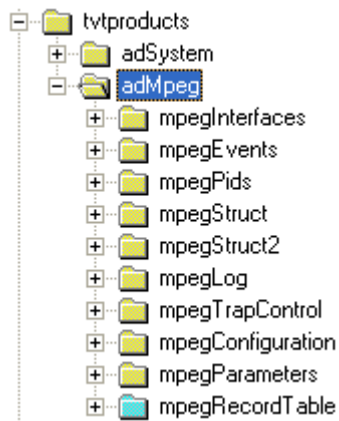 tvtproducts
adSystem
adMpeg
mpegInterfaces
mpegEvents
mpegPids
mpegStruct
mpegStruct2
mpegLog
mpegTrapControl
mpegConfiguration
mpegParameters
mpegRecordTable